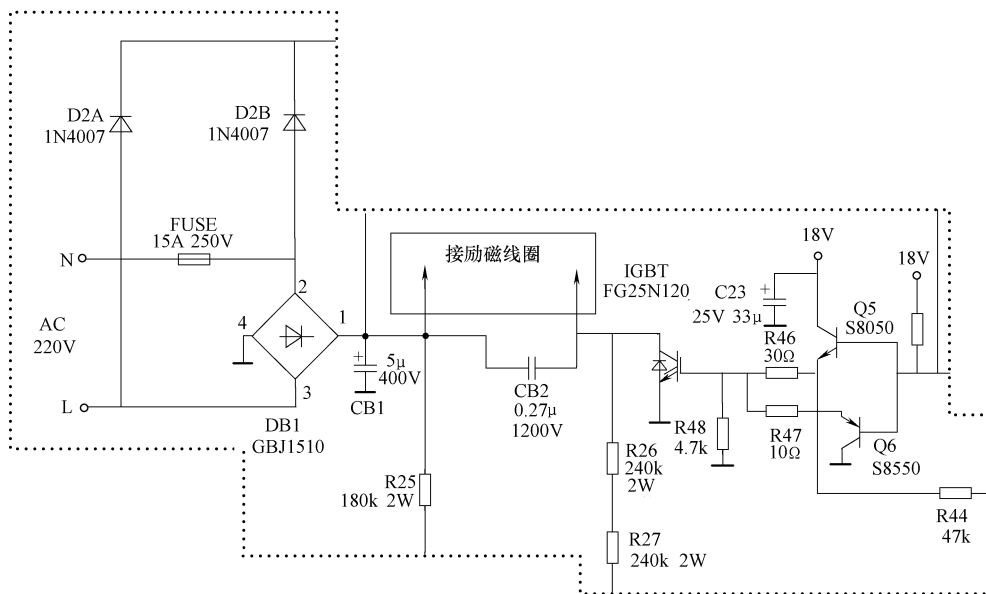 D2A
1N4007
D2B
1N4007
FUSE
15A 250V
N
AC
220V
L
2
4
1
3
DB1
GBJ1510
+
5μ
400V
CB1
接励磁线圈
CB2
0.27μ
1200V
R25
180k 2W
IGBT
FG25N120
R26
240k
2W
R27
240k 2W
R48
4.7k
18V
+
C23
25V 33μ
R46
30Ω
R47
10Ω
Q5
S8050
18V
Q6
S8550
R44
47k